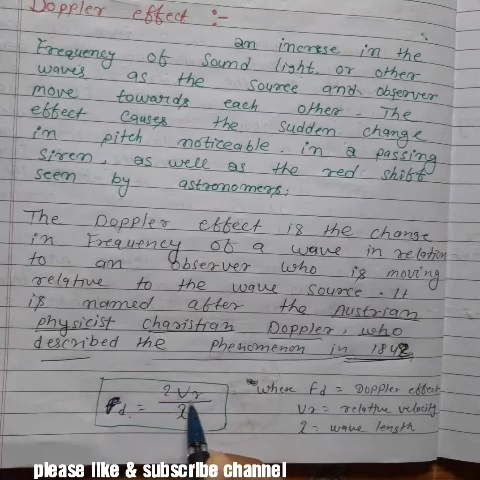 Doppler effect :-
an increse in the
Frequency of sound light. or other
waves as the source and observer
move towards each other. The
effect causes the sudden change
in pitch noticeable. in a passing
siren, as well as the red shift
seen by astronomers:
The Doppler effect is the change
in Frequency of a wave in relation
to an observer who is moving
relative to the wave source. It
is named after the Austrian
physicist charistian Doppler, who
described the phenomenon in 1842
Fd = 2Vr / λ
where Fd = Doppler effect
Vr = relative velocity
λ = wave length
please like & subscribe channel